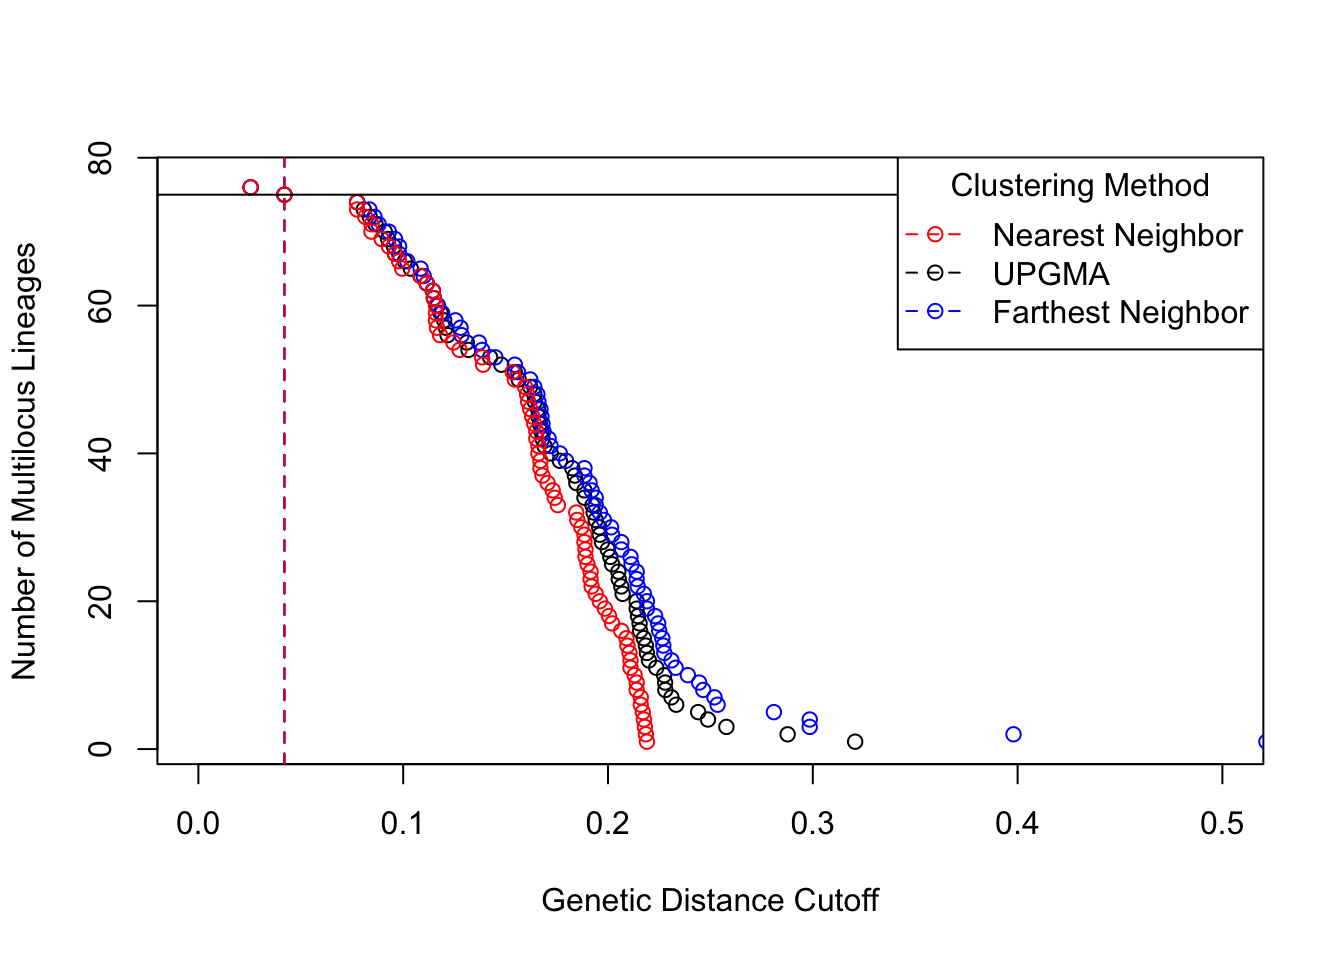 Clustering Method
Nearest Neighbor
UPGMA
Farthest Neighbor
Number of Multilocus Lineages
80
60
40
20
0
0.0
0.1
0.2
0.3
0.4
0.5
Genetic Distance Cutoff